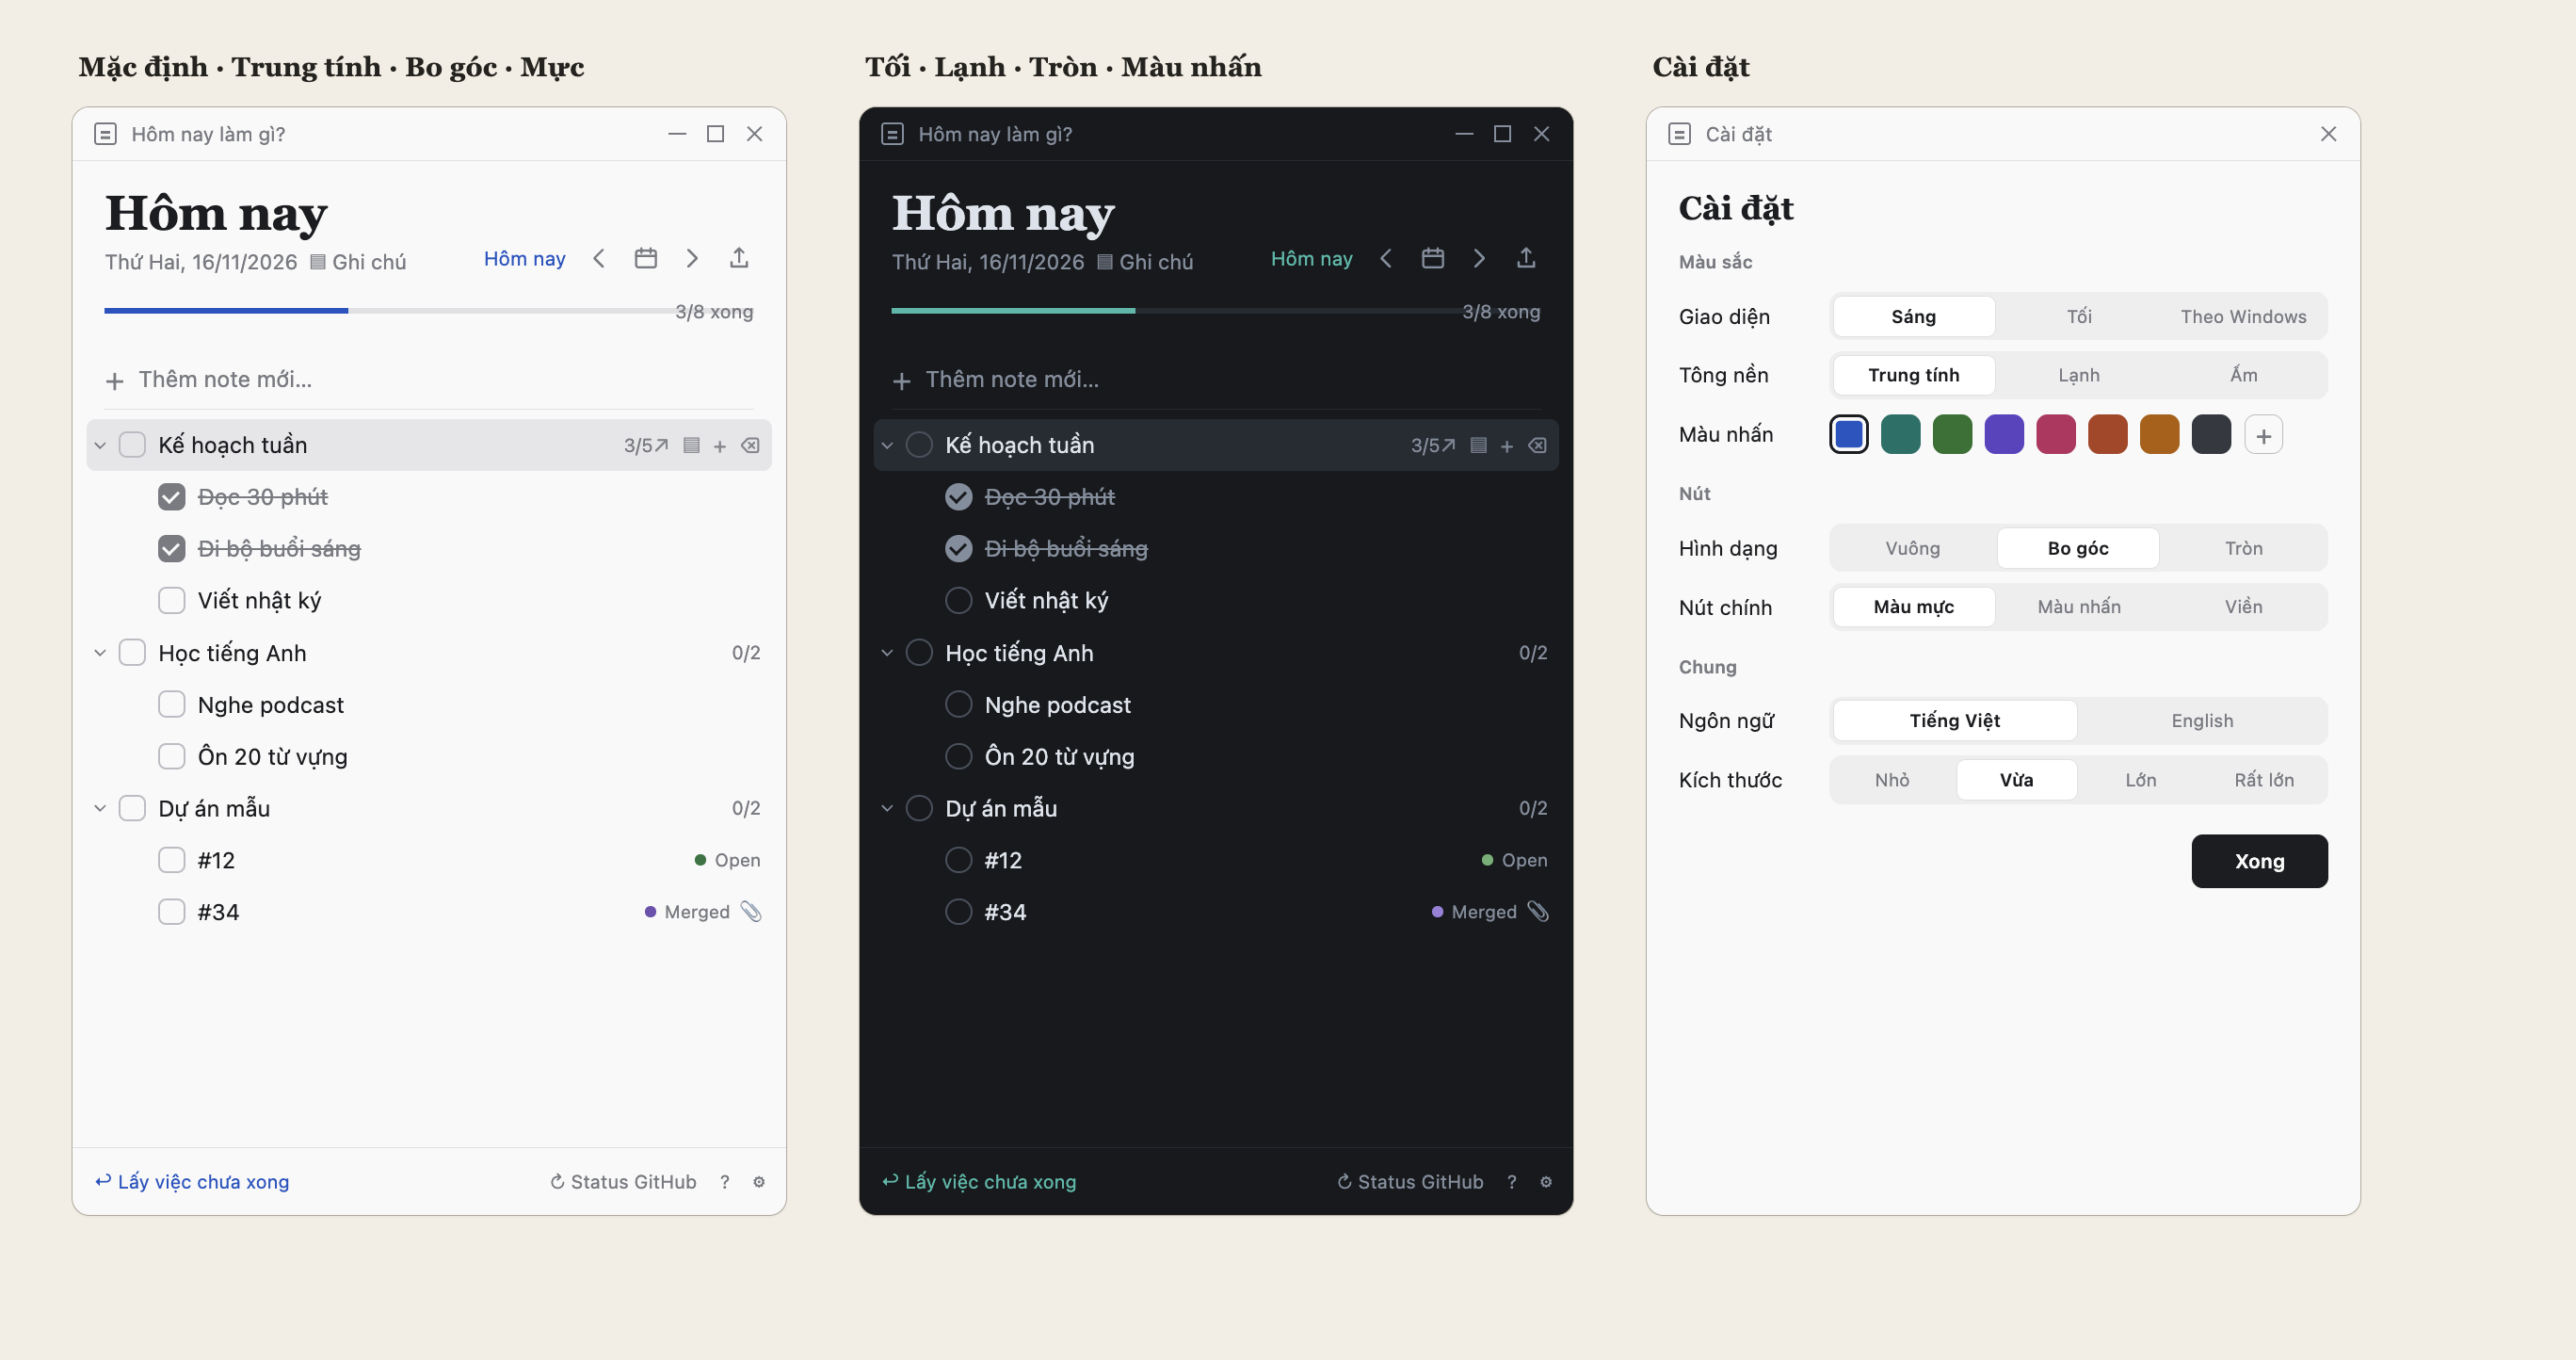 Mặc định · Trung tính · Bo góc · Mực
Hôm nay làm gì?
Hôm nay
Thứ Hai, 16/11/2026 Ghi chú
Hôm nay
3/8 xong
+ Thêm note mới...
Kế hoạch tuần 3/5↗ +
Đọc 30 phút
Đi bộ buổi sáng
Viết nhật ký
Học tiếng Anh 0/2
Nghe podcast
Ôn 20 từ vựng
Dự án mẫu 0/2
#12 Open
#34 Merged
↩ Lấy việc chưa xong Status GitHub ?
Tối · Lạnh · Tròn · Màu nhấn
Hôm nay làm gì?
Hôm nay
Thứ Hai, 16/11/2026 Ghi chú
Hôm nay
3/8 xong
+ Thêm note mới...
Kế hoạch tuần 3/5↗ +
Đọc 30 phút
Đi bộ buổi sáng
Viết nhật ký
Học tiếng Anh 0/2
Nghe podcast
Ôn 20 từ vựng
Dự án mẫu 0/2
#12 Open
#34 Merged
↩ Lấy việc chưa xong Status GitHub ?
Cài đặt
Cài đặt
Cài đặt
Màu sắc
Giao diện Sáng Tối Theo Windows
Tông nền Trung tính Lạnh Ấm
Màu nhấn +
Nút
Hình dạng Vuông Bo góc Tròn
Nút chính Màu mực Màu nhấn Viền
Chung
Ngôn ngữ Tiếng Việt English
Kích thước Nhỏ Vừa Lớn Rất lớn
Xong